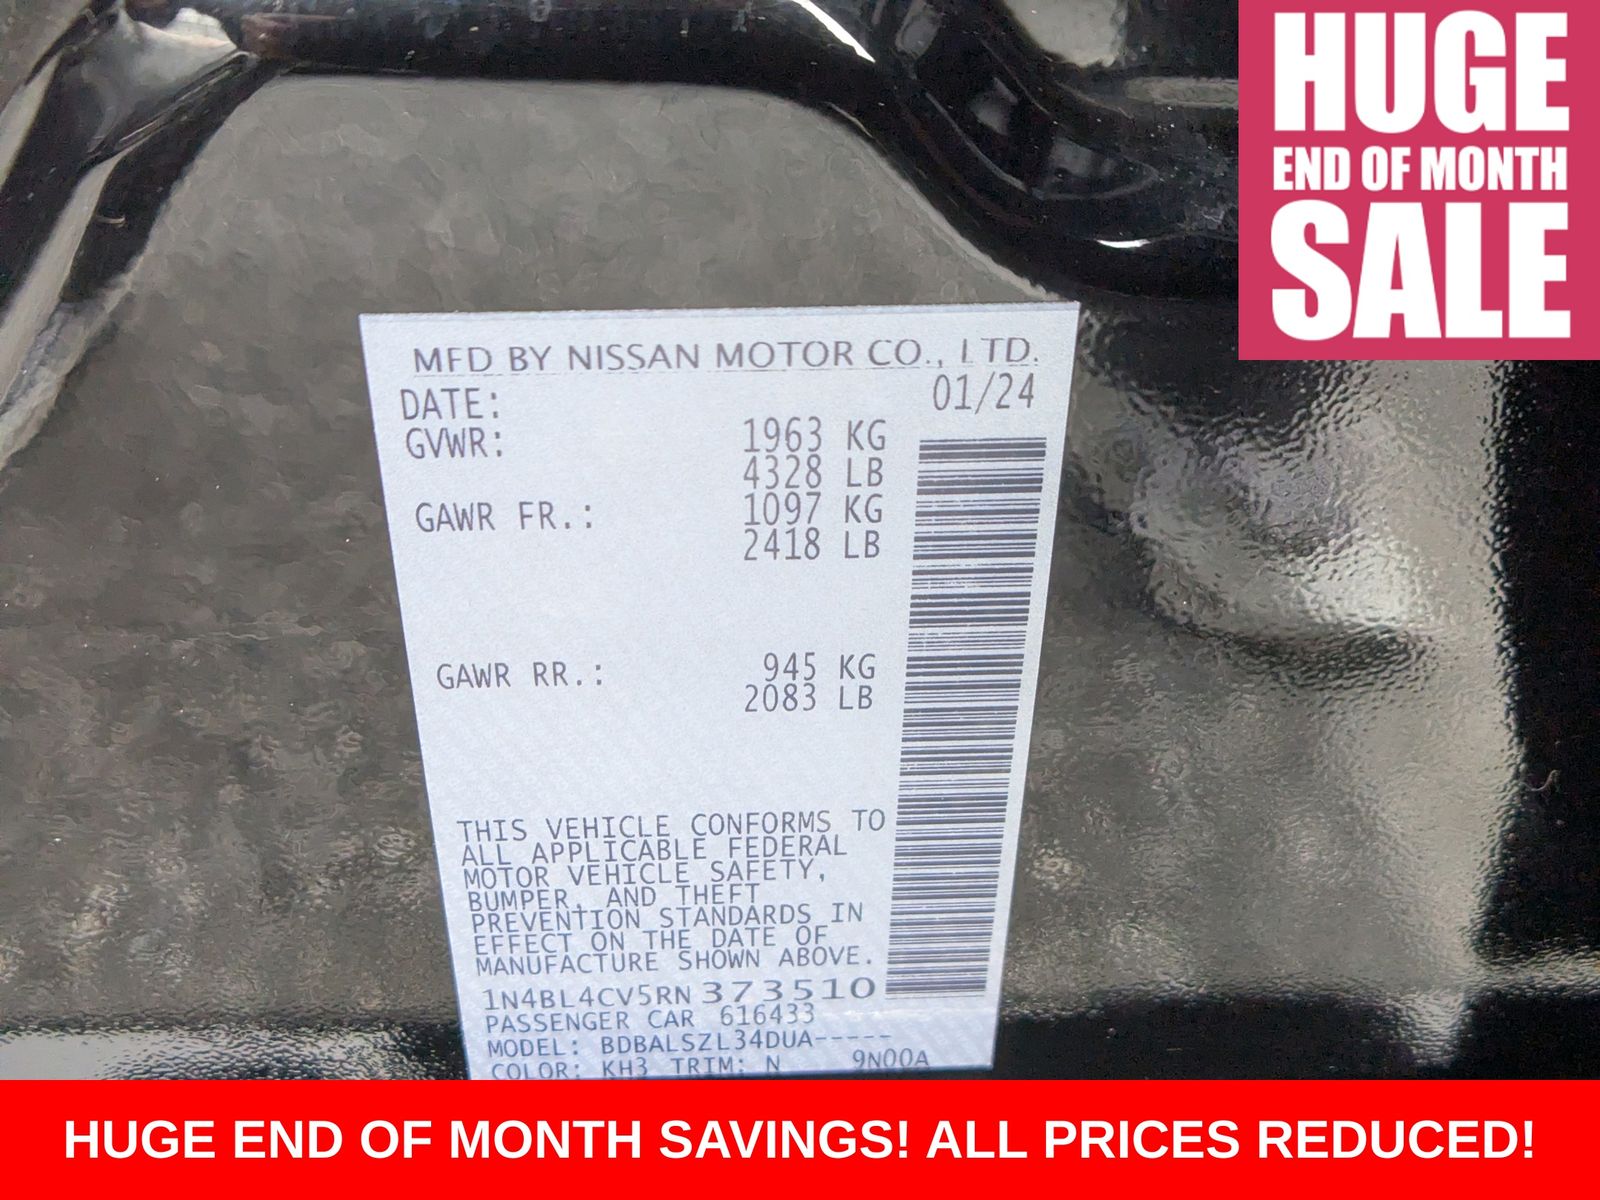 HUGE
END OF MONTH
SALE
MFD BY NISSAN MOTOR CO., LTD.
DATE: 01/24
GVWR: 1963 KG
4328 LB
GAWR FR.: 1097 KG
2418 LB
GAWR RR.: 945 KG
2083 LB
THIS VEHICLE CONFORMS TO
ALL APPLICABLE FEDERAL
MOTOR VEHICLE SAFETY,
BUMPER, AND THEFT
PREVENTION STANDARDS IN
EFFECT ON THE DATE OF
MANUFACTURE SHOWN ABOVE.
1N4BL4CV5RN373510
PASSENGER CAR 616433
MODEL: BDBALSZL34DUA-----
COLOR: KH3 TRIM: N 9N00A
HUGE END OF MONTH SAVINGS! ALL PRICES REDUCED!